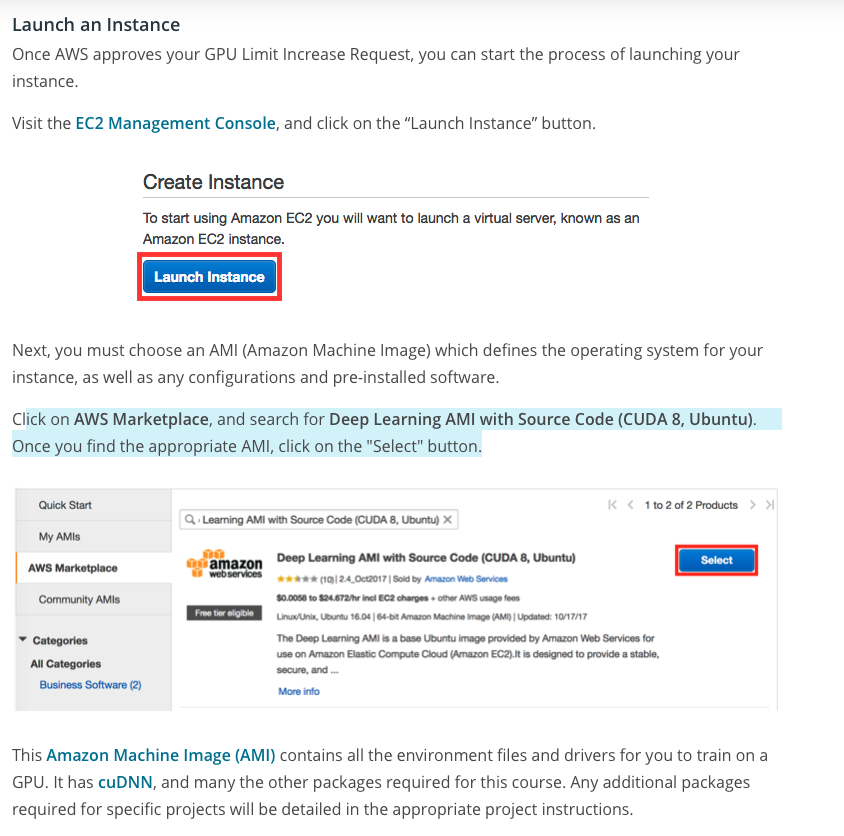 Launch an Instance
Once AWS approves your GPU Limit Increase Request, you can start the process of launching your
instance.
Visit the EC2 Management Console, and click on the “Launch Instance” button.
Create Instance
To start using Amazon EC2 you will want to launch a virtual server, known as an
Amazon EC2 instance.
Launch Instance
Next, you must choose an AMI (Amazon Machine Image) which defines the operating system for your
instance, as well as any configurations and pre-installed software.
Click on AWS Marketplace, and search for Deep Learning AMI with Source Code (CUDA 8, Ubuntu).
Once you find the appropriate AMI, click on the "Select" button.
Quick Start
My AMIs
AWS Marketplace
Community AMIs
Categories
All Categories
Business Software (2)
Learning AMI with Source Code (CUDA 8, Ubuntu)
1 to 2 of 2 Products
amazon
webservices
Free tier eligible
Deep Learning AMI with Source Code (CUDA 8, Ubuntu)
(10) | 2.4_Oct2017 | Sold by Amazon Web Services
$0.0058 to $24.672/hr incl EC2 charges + other AWS usage fees
Linux/Unix, Ubuntu 16.04 | 64-bit Amazon Machine Image (AMI) | Updated: 10/17/17
The Deep Learning AMI is a base Ubuntu image provided by Amazon Web Services for
use on Amazon Elastic Compute Cloud (Amazon EC2).It is designed to provide a stable,
secure, and ...
More info
Select
This Amazon Machine Image (AMI) contains all the environment files and drivers for you to train on a
GPU. It has cuDNN, and many the other packages required for this course. Any additional packages
required for specific projects will be detailed in the appropriate project instructions.